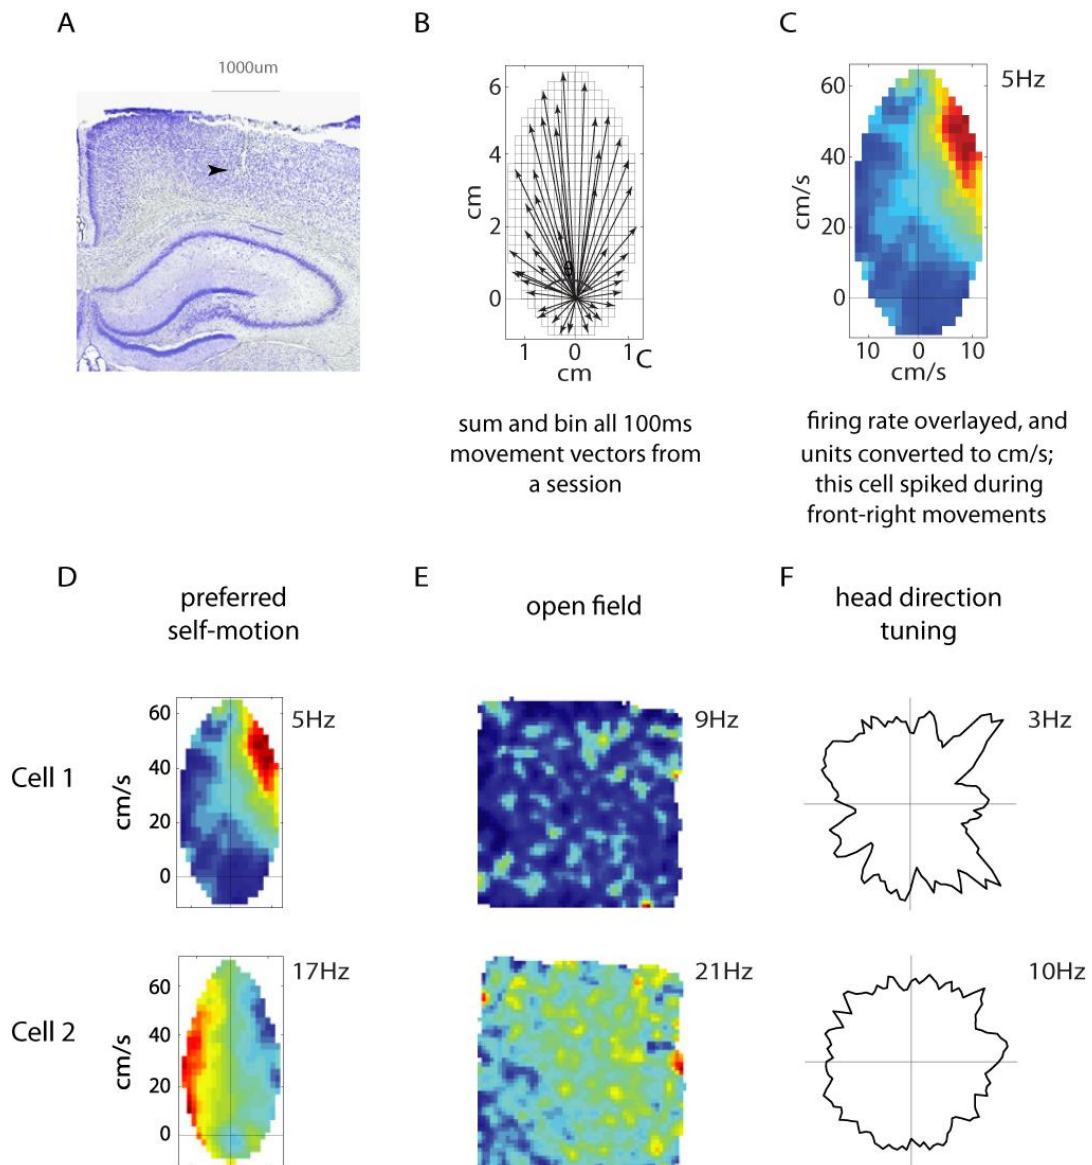 A
B
C
1000um
6
4
2
0
cm
θ
1
0
1
C
cm
sum and bin all 100ms
movement vectors from
a session
5Hz
60
40
20
0
cm/s
10
0
10
cm/s
firing rate overlayed, and
units converted to cm/s;
this cell spiked during
front-right movements
D
preferred
self-motion
E
open field
F
head direction
tuning
Cell 1
cm/s
60
40
20
0
5Hz
9Hz
3Hz
Cell 2
cm/s
60
40
20
0
17Hz
21Hz
10Hz